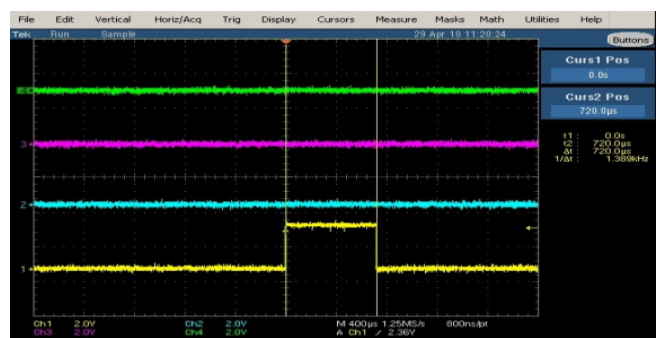 File Edit Vertical Horiz/Acq Trig Display Cursors Measure Masks Math Utilities Help
Tek Run Sample 29 Apr 10 11:20:24 Buttons
Curs1 Pos
0.0s
Curs2 Pos
720.0µs
t1 : 0.0s
t2 : 720.0µs
Δt : 720.0µs
1/Δt : 1.389kHz
3
2
1
Ch1 2.0V Ch2 2.0V M 400µs 1.25MS/s 800ns/pt
Ch3 2.0V Ch4 2.0V A Ch1 ∕ 2.36V